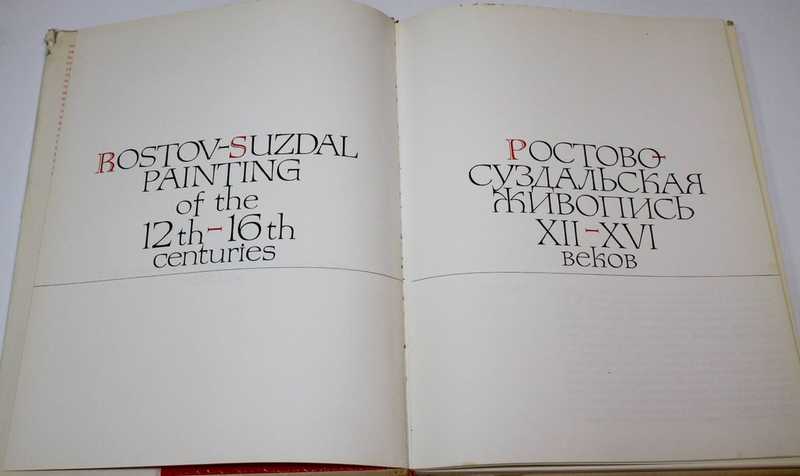 ROSTOV-SUZDAL
PAINTING
of the
12th-16th
centuries
РОСТОВО-
СУЗДАЛЬСКАЯ
ЖИВОПИСЬ
XII-XVI
веков